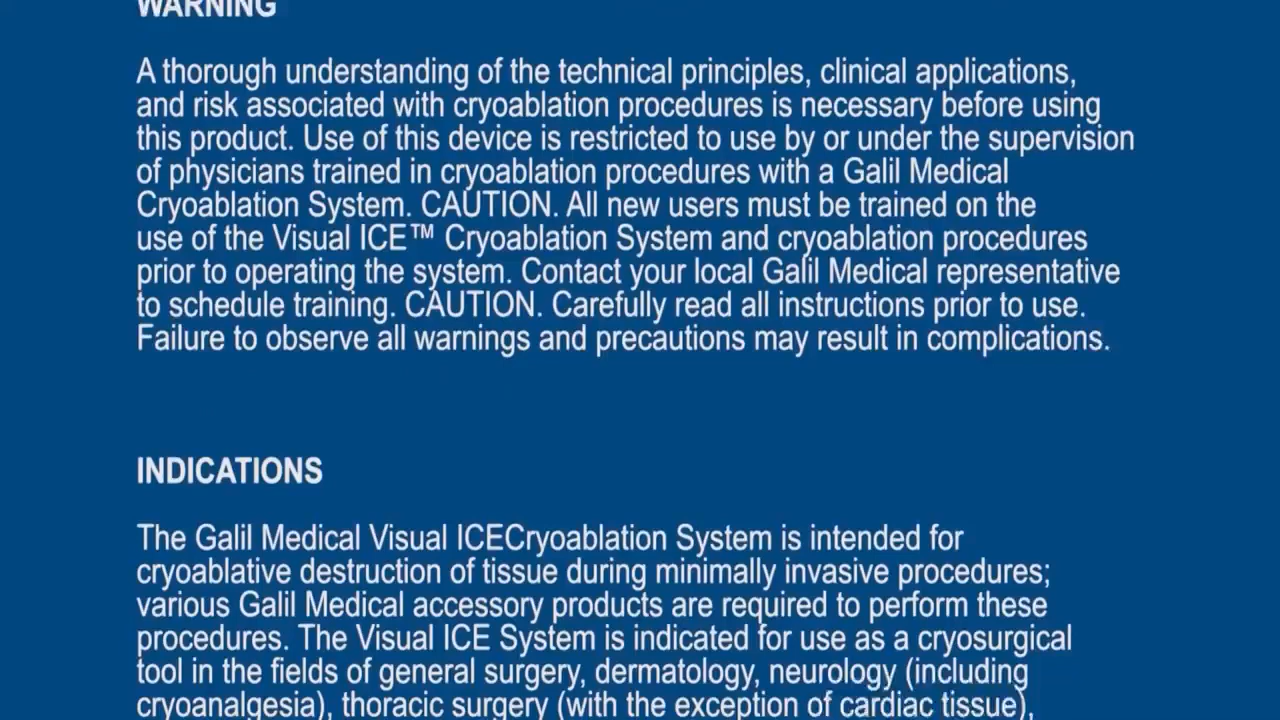 WARNING
A thorough understanding of the technical principles, clinical applications,
and risk associated with cryoablation procedures is necessary before using
this product. Use of this device is restricted to use by or under the supervision
of physicians trained in cryoablation procedures with a Galil Medical
Cryoablation System. CAUTION. All new users must be trained on the
use of the Visual ICE™ Cryoablation System and cryoablation procedures
prior to operating the system. Contact your local Galil Medical representative
to schedule training. CAUTION. Carefully read all instructions prior to use.
Failure to observe all warnings and precautions may result in complications.
INDICATIONS
The Galil Medical Visual ICECryoablation System is intended for
cryoablative destruction of tissue during minimally invasive procedures;
various Galil Medical accessory products are required to perform these
procedures. The Visual ICE System is indicated for use as a cryosurgical
tool in the fields of general surgery, dermatology, neurology (including
cryoanalgesia), thoracic surgery (with the exception of cardiac tissue),